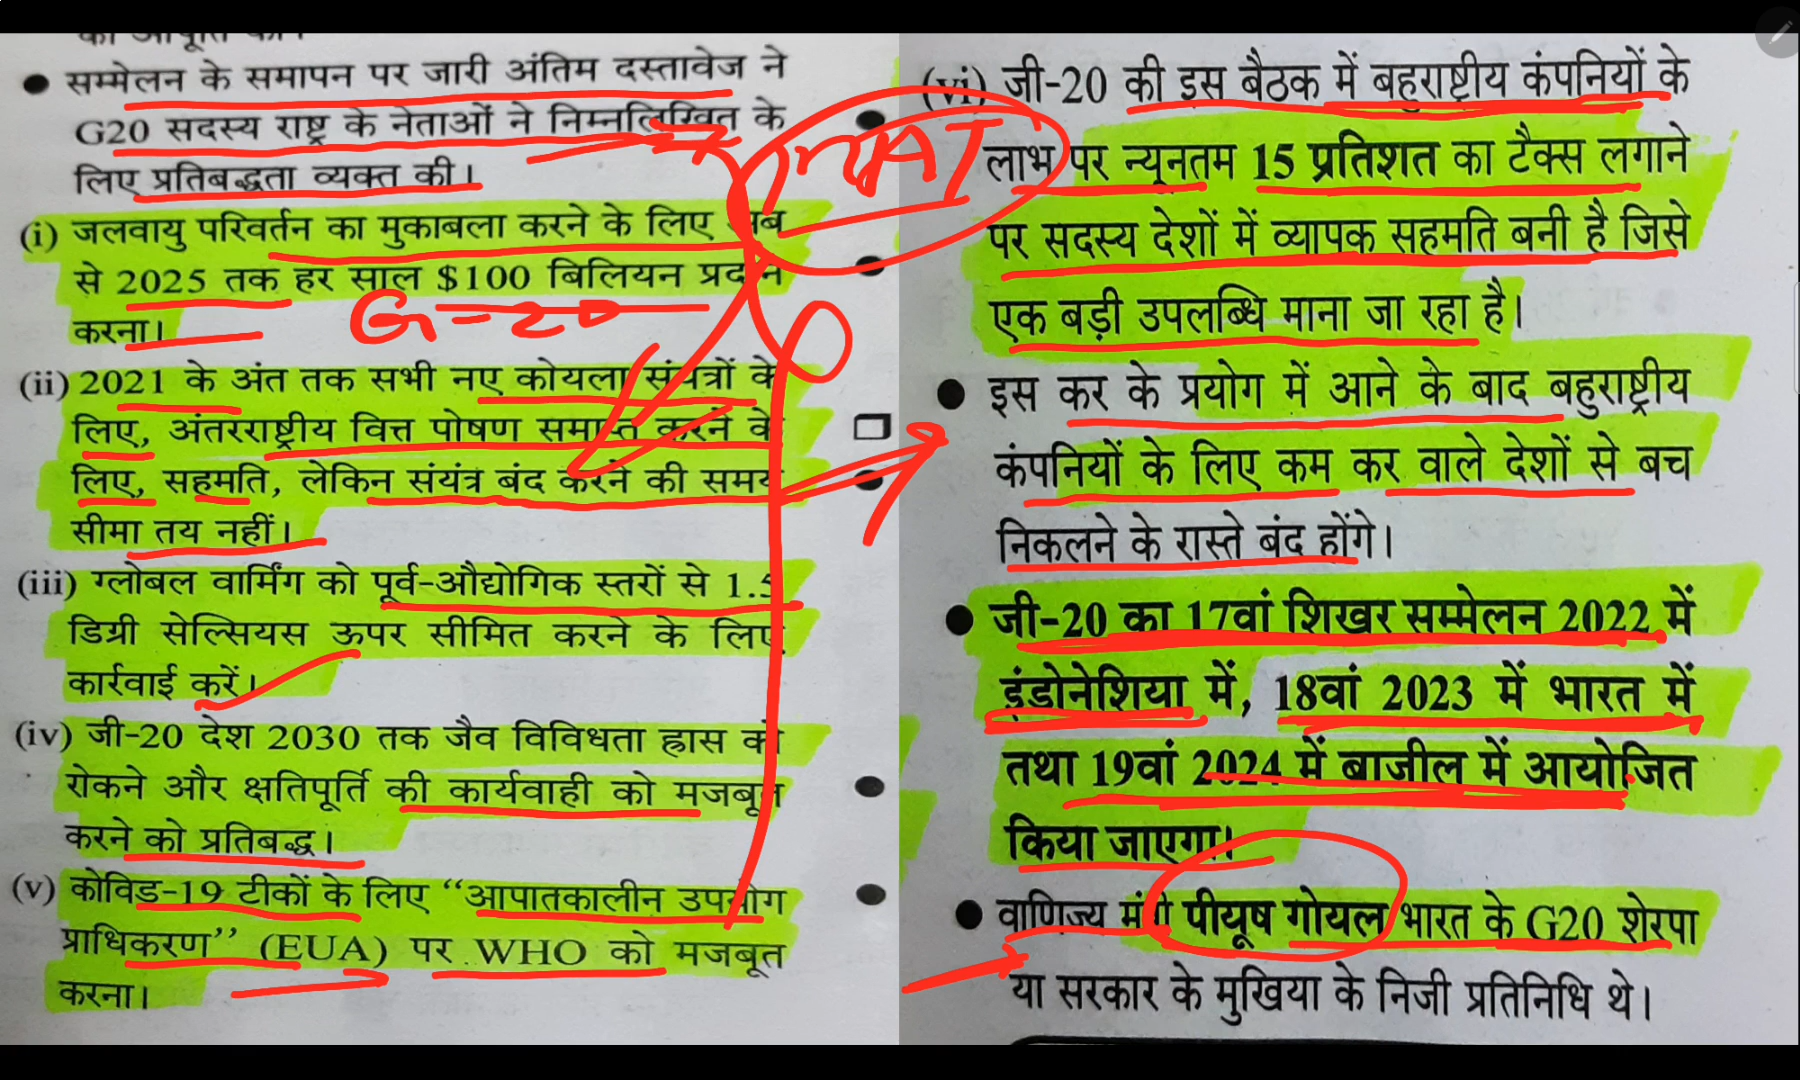 सम्मेलन के समापन पर जारी अंतिम दस्तावेज ने
G20 सदस्य राष्ट्र के नेताओं ने निम्नलिखित के
लिए प्रतिबद्धता व्यक्त की।
(i) जलवायु परिवर्तन का मुकाबला करने के लिए अब
से 2025 तक हर साल $100 बिलियन प्रदान
करना।
G-20
(ii) 2021 के अंत तक सभी नए कोयला संयंत्रों के
लिए, अंतरराष्ट्रीय वित्त पोषण समाप्त करने के
लिए, सहमति, लेकिन संयंत्र बंद करने की समय
सीमा तय नहीं।
(iii) ग्लोबल वार्मिंग को पूर्व-औद्योगिक स्तरों से 1.5
डिग्री सेल्सियस ऊपर सीमित करने के लिए
कार्रवाई करें।
(iv) जी-20 देश 2030 तक जैव विविधता ह्रास को
रोकने और क्षतिपूर्ति की कार्यवाही को मजबूत
करने को प्रतिबद्ध।
(v) कोविड-19 टीकों के लिए “आपातकालीन उपयोग
प्राधिकरण” (EUA) पर WHO को मजबूत
करना।
(vi) जी-20 की इस बैठक में बहुराष्ट्रीय कंपनियों के
लाभ पर न्यूनतम 15 प्रतिशत का टैक्स लगाने
पर सदस्य देशों में व्यापक सहमति बनी है जिसे
एक बड़ी उपलब्धि माना जा रहा है।
इस कर के प्रयोग में आने के बाद बहुराष्ट्रीय
कंपनियों के लिए कम कर वाले देशों से बच
निकलने के रास्ते बंद होंगे।
जी-20 का 17वां शिखर सम्मेलन 2022 में
इंडोनेशिया में, 18वां 2023 में भारत में
तथा 19वां 2024 में बाजील में आयोजित
किया जाएगा।
वाणिज्य मंत्री पीयूष गोयल भारत के G20 शेरपा
या सरकार के मुखिया के निजी प्रतिनिधि थे।